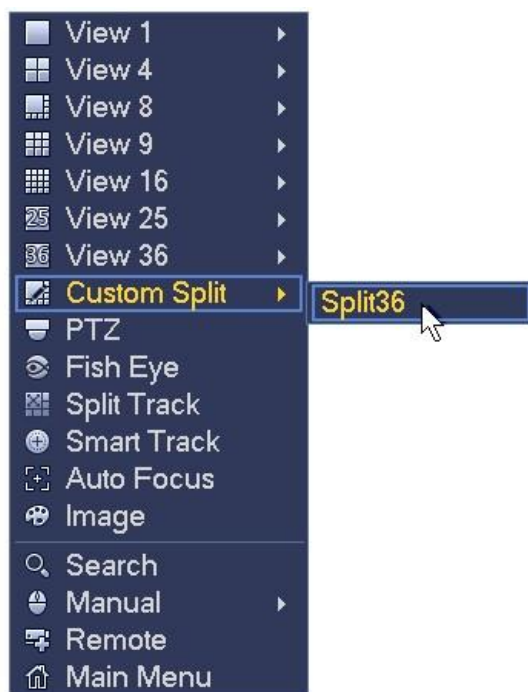 View 1
View 4
View 8
View 9
View 16
25 View 25
36 View 36
Custom Split
Split36
PTZ
Fish Eye
Split Track
Smart Track
Auto Focus
Image
Search
Manual
Remote
Main Menu